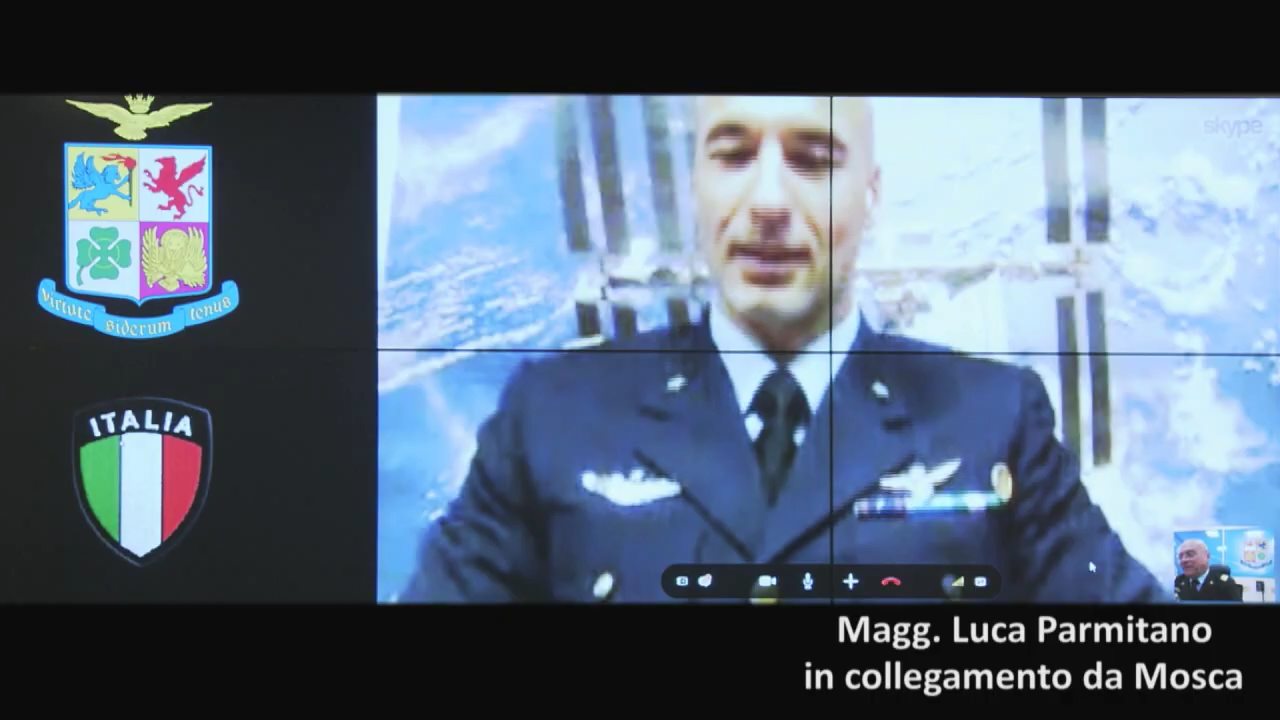 skype
Virtute
siderum
tenus
ITALIA
Magg. Luca Parmitano
in collegamento da Mosca